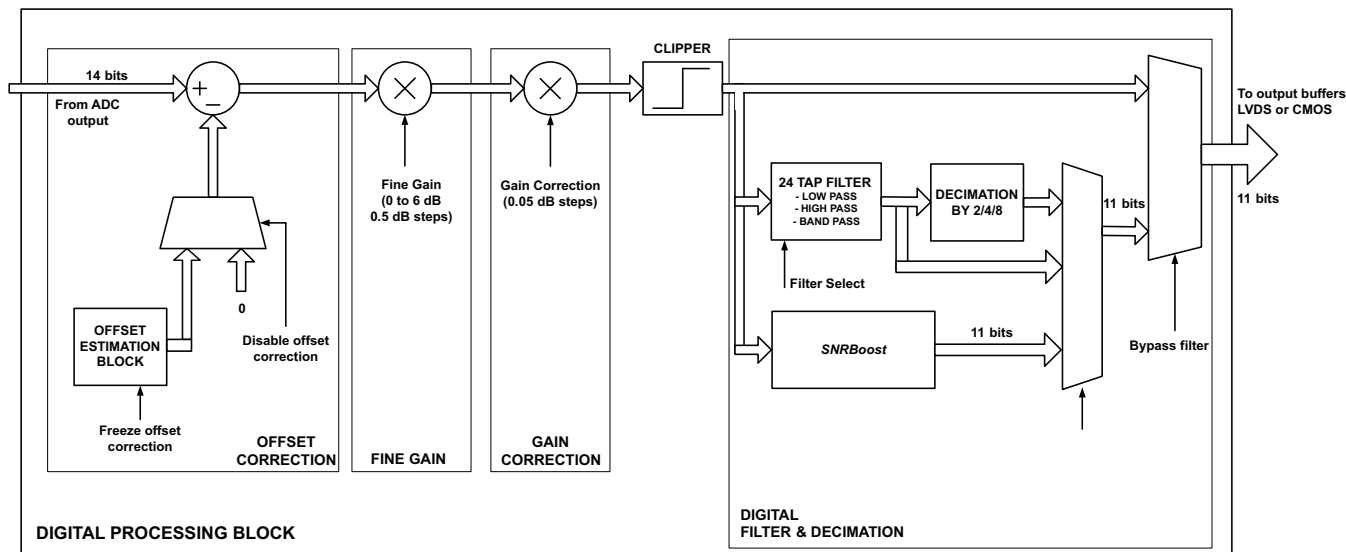 CLIPPER
14 bits
From ADC
output
+
−
To output buffers
LVDS or CMOS
11 bits
Fine Gain
(0 to 6 dB
0.5 dB steps)
Gain Correction
(0.05 dB steps)
24 TAP FILTER
- LOW PASS
- HIGH PASS
- BAND PASS
DECIMATION
BY 2/4/8
11 bits
Filter Select
0
OFFSET
ESTIMATION
BLOCK
Disable offset
correction
SNRBoost
11 bits
Bypass filter
Freeze offset
correction
OFFSET
CORRECTION
FINE GAIN
GAIN
CORRECTION
DIGITAL PROCESSING BLOCK
DIGITAL
FILTER & DECIMATION